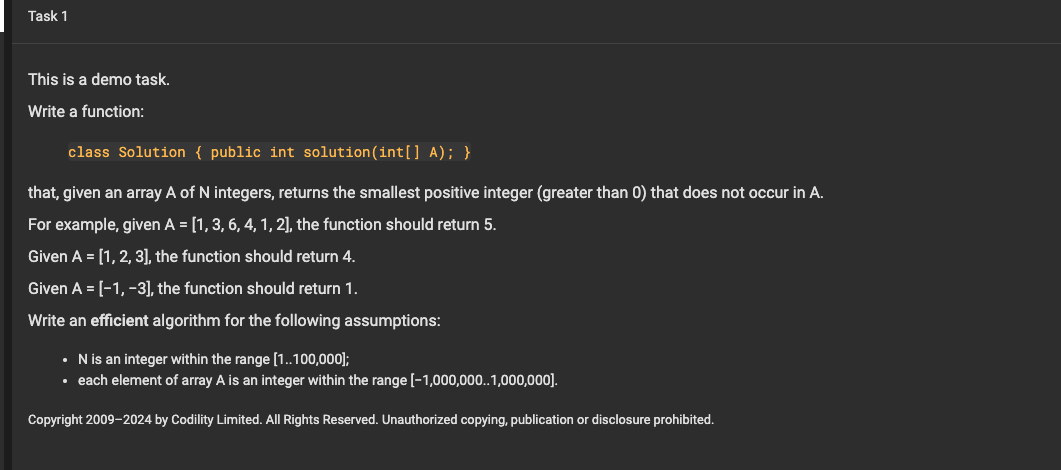 Task 1
This is a demo task.
Write a function:
class Solution { public int solution(int[] A); }
that, given an array A of N integers, returns the smallest positive integer (greater than 0) that does not occur in A.
For example, given A = [1, 3, 6, 4, 1, 2], the function should return 5.
Given A = [1, 2, 3], the function should return 4.
Given A = [−1, −3], the function should return 1.
Write an efficient algorithm for the following assumptions:
• N is an integer within the range [1..100,000];
• each element of array A is an integer within the range [−1,000,000..1,000,000].
Copyright 2009–2024 by Codility Limited. All Rights Reserved. Unauthorized copying, publication or disclosure prohibited.